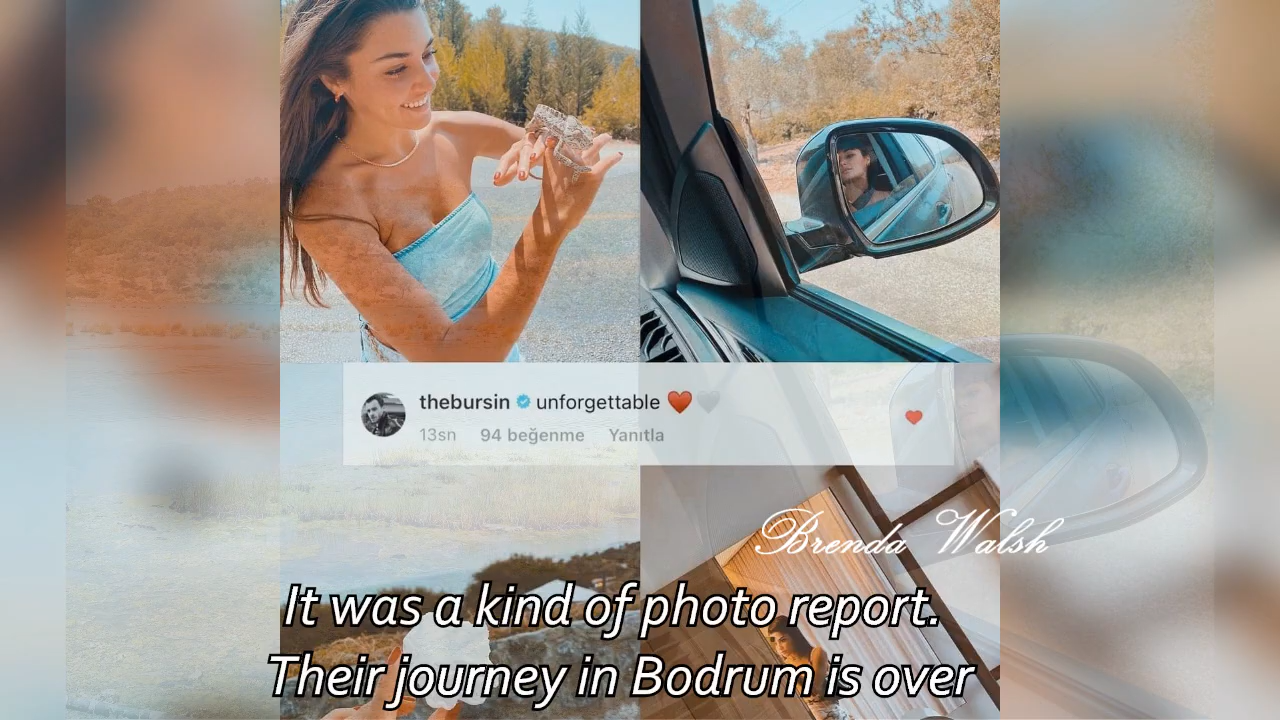 thebursin unforgettable ❤️🖤
13sn 94 beğenme Yanıtla
Brenda Walsh
It was a kind of photo report.
Their journey in Bodrum is over